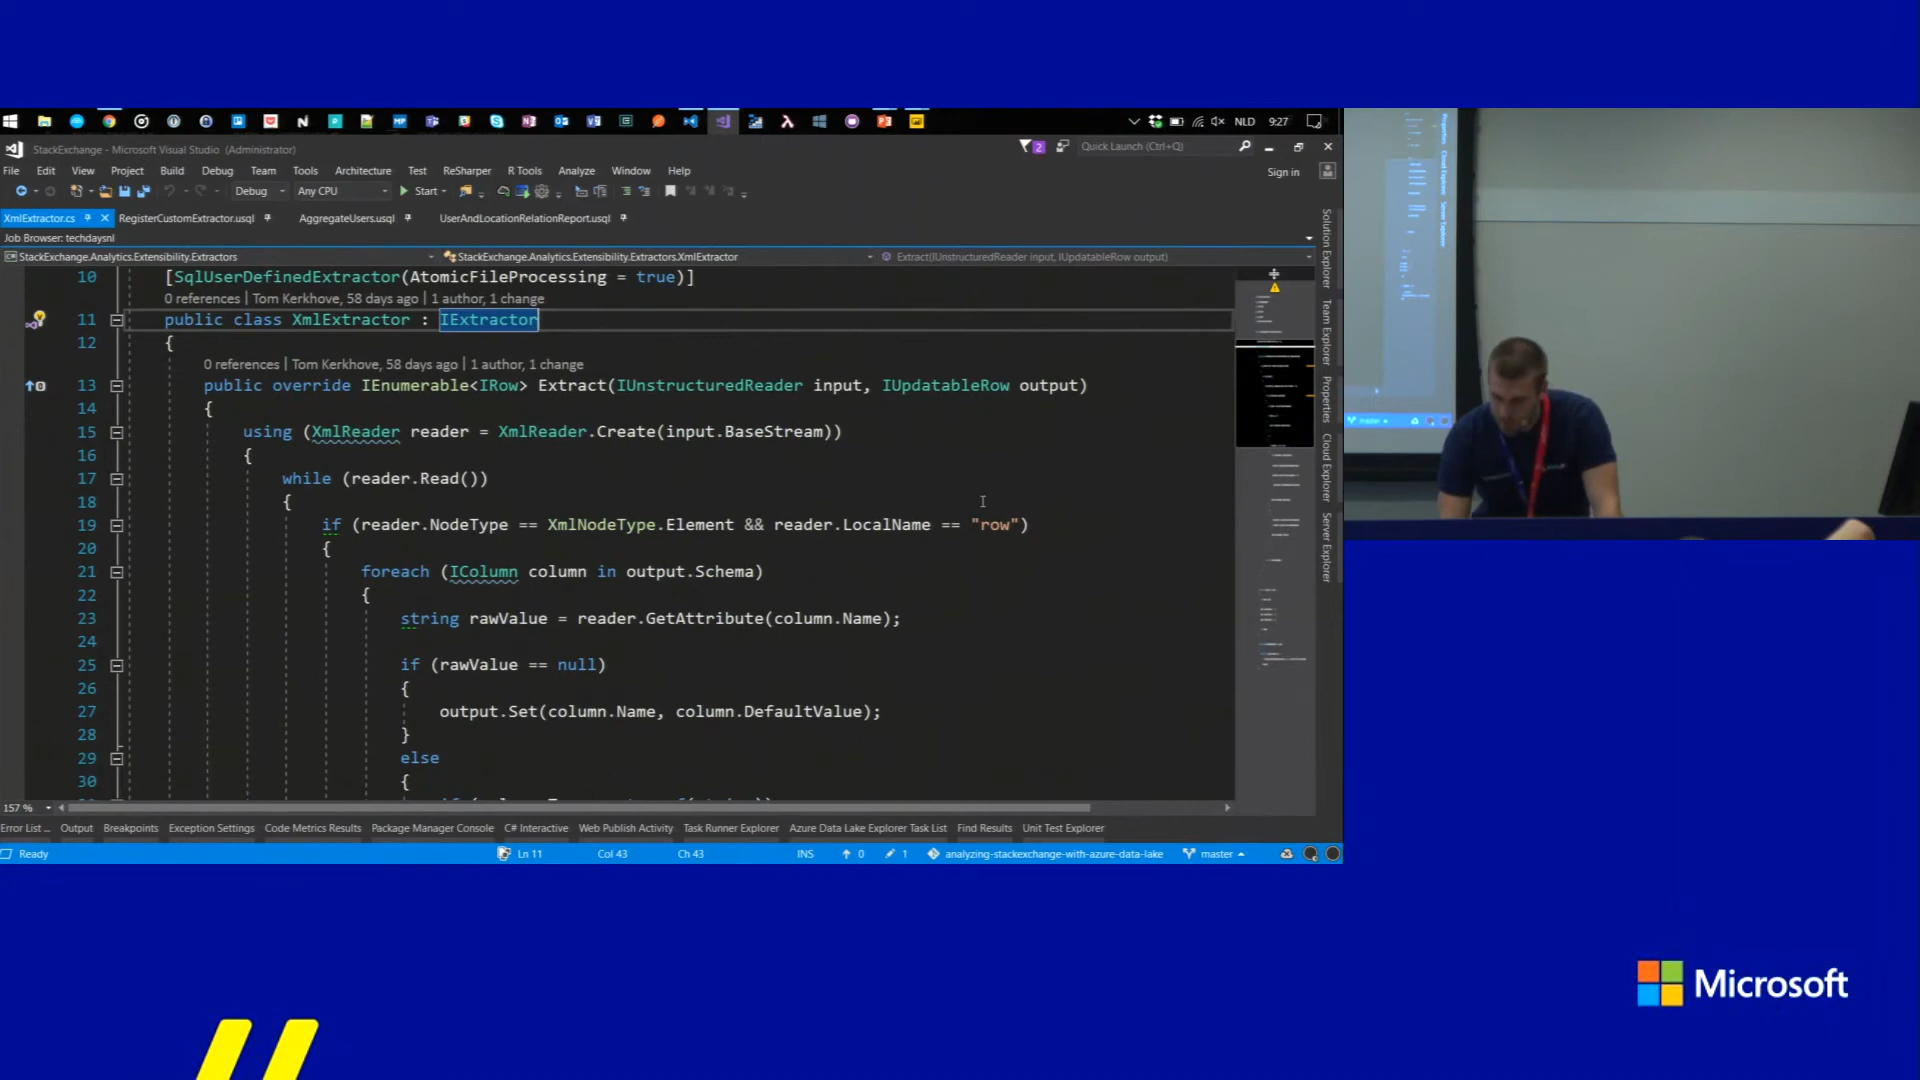 NLD 9:27
StackExchange - Microsoft Visual Studio (Administrator)
2
Quick Launch (Ctrl+Q)
File Edit View Project Build Debug Team Tools Architecture Test ReSharper R Tools Analyze Window Help
Sign in
Debug Any CPU Start
XmlExtractor.cs RegisterCustomExtractor.usql AggregateUsers.usql UserAndLocationRelationReport.usql
Job Browser: techdaysnl
StackExchange.Analytics.Extensibility.Extractors StackExchange.Analytics.Extensibility.Extractors.XmlExtractor Extract(IUnstructuredReader input, IUpdatableRow output)
10 [SqlUserDefinedExtractor(AtomicFileProcessing = true)]
0 references | Tom Kerkhove, 58 days ago | 1 author, 1 change
11 public class XmlExtractor : IExtractor
12 {
0 references | Tom Kerkhove, 58 days ago | 1 author, 1 change
13 public override IEnumerable<IRow> Extract(IUnstructuredReader input, IUpdatableRow output)
14 {
15 using (XmlReader reader = XmlReader.Create(input.BaseStream))
16 {
17 while (reader.Read())
18 {
19 if (reader.NodeType == XmlNodeType.Element && reader.LocalName == "row")
20 {
21 foreach (IColumn column in output.Schema)
22 {
23 string rawValue = reader.GetAttribute(column.Name);
24
25 if (rawValue == null)
26 {
27 output.Set(column.Name, column.DefaultValue);
28 }
29 else
30 {
157 %
Error List ... Output Breakpoints Exception Settings Code Metrics Results Package Manager Console C# Interactive Web Publish Activity Task Runner Explorer Azure Data Lake Explorer Task List Find Results Unit Test Explorer
Ready Ln 11 Col 43 Ch 43 INS 0 1 analyzing-stackexchange-with-azure-data-lake master
Solution Explorer
Team Explorer
Properties
Cloud Explorer
Server Explorer
Microsoft